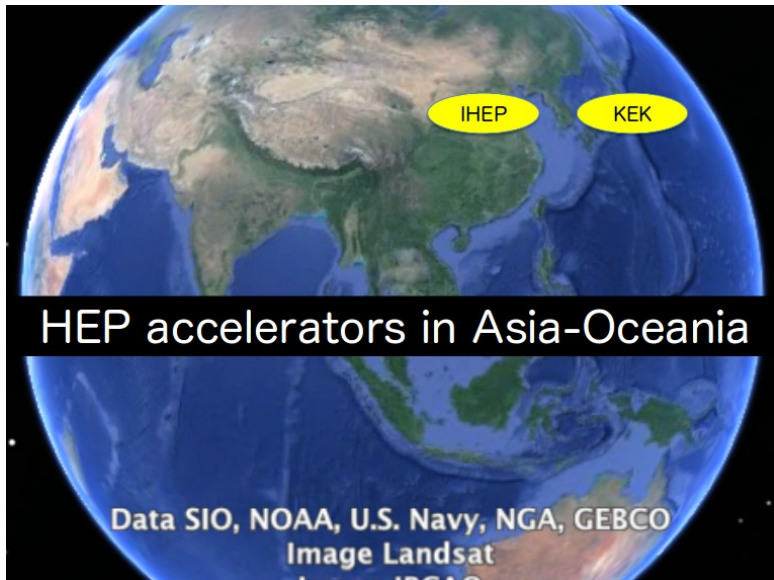 IHEP KEK
HEP accelerators in Asia-Oceania
Data SIO, NOAA, U.S. Navy, NGA, GEBCO
Image Landsat